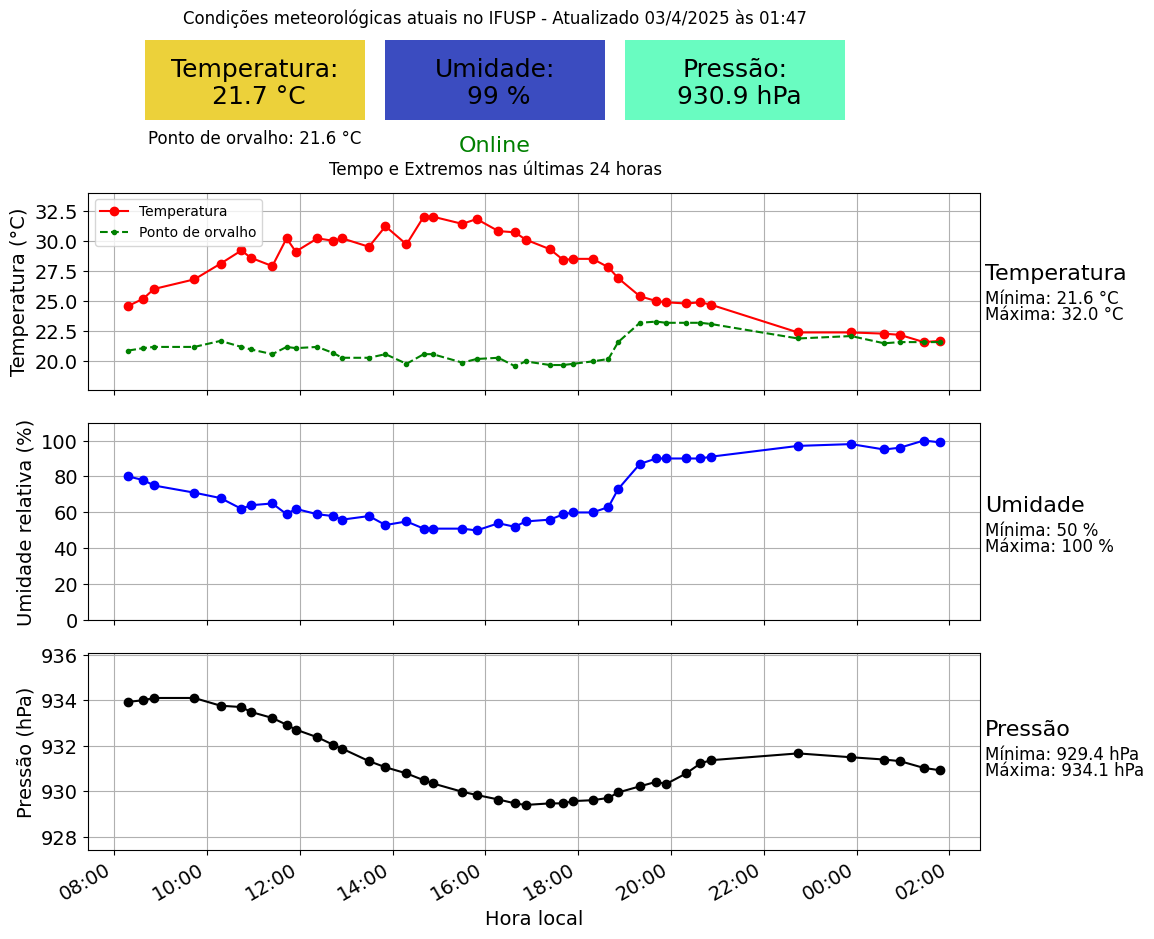 Condições meteorológicas atuais no IFUSP - Atualizado 03/4/2025 às 01:47
Temperatura:
21.7 °C
Umidade:
99 %
Pressão:
930.9 hPa
Ponto de orvalho: 21.6 °C
Online
Tempo e Extremos nas últimas 24 horas
Temperatura (°C)
32.5
30.0
27.5
25.0
22.5
20.0
Temperatura
Ponto de orvalho
Temperatura
Mínima: 21.6 °C
Máxima: 32.0 °C
Umidade relativa (%)
100
80
60
40
20
0
Umidade
Mínima: 50 %
Máxima: 100 %
Pressão (hPa)
936
934
932
930
928
Pressão
Mínima: 929.4 hPa
Máxima: 934.1 hPa
08:00 10:00 12:00 14:00 16:00 18:00 20:00 22:00 00:00 02:00
Hora local